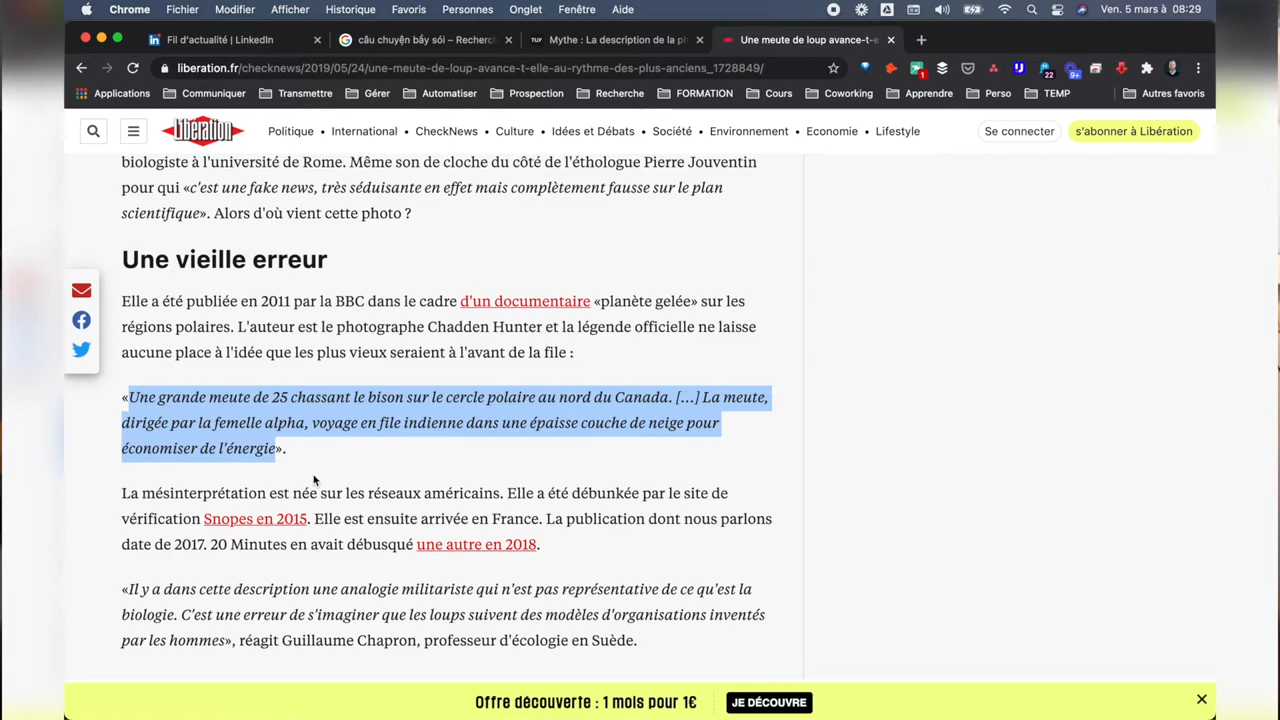 Chrome Fichier Modifier Afficher Historique Favoris Personnes Onglet Fenêtre Aide Ven. 5 mars à 08:29
Fil d'actualité | LinkedIn
câu chuyện bầy sói – Recherc
TUV Mythe : La description de la ph
Une meute de loup avance-t-e
liberation.fr/checknews/2019/05/24/une-meute-de-loup-avance-t-elle-au-rythme-des-plus-anciens_1728849/
1 22 9+
Applications Communiquer Transmettre Gérer Automatiser Prospection Recherche FORMATION Cours Coworking Apprendre Perso TEMP Autres favoris
Libération
Politique • International • CheckNews • Culture • Idées et Débats • Société • Environnement • Economie • Lifestyle
Se connecter
s'abonner à Libération
biologiste à l'université de Rome. Même son de cloche du côté de l'éthologue Pierre Jouventin
pour qui «c'est une fake news, très séduisante en effet mais complètement fausse sur le plan
scientifique». Alors d'où vient cette photo ?
Une vieille erreur
Elle a été publiée en 2011 par la BBC dans le cadre d'un documentaire «planète gelée» sur les
régions polaires. L'auteur est le photographe Chadden Hunter et la légende officielle ne laisse
aucune place à l'idée que les plus vieux seraient à l'avant de la file :
«Une grande meute de 25 chassant le bison sur le cercle polaire au nord du Canada. [...] La meute,
dirigée par la femelle alpha, voyage en file indienne dans une épaisse couche de neige pour
économiser de l'énergie».
La mésinterprétation est née sur les réseaux américains. Elle a été débunkée par le site de
vérification Snopes en 2015. Elle est ensuite arrivée en France. La publication dont nous parlons
date de 2017. 20 Minutes en avait débusqué une autre en 2018.
«Il y a dans cette description une analogie militariste qui n'est pas représentative de ce qu'est la
biologie. C'est une erreur de s'imaginer que les loups suivent des modèles d'organisations inventés
par les hommes», réagit Guillaume Chapron, professeur d'écologie en Suède.
Offre découverte : 1 mois pour 1€
JE DÉCOUVRE